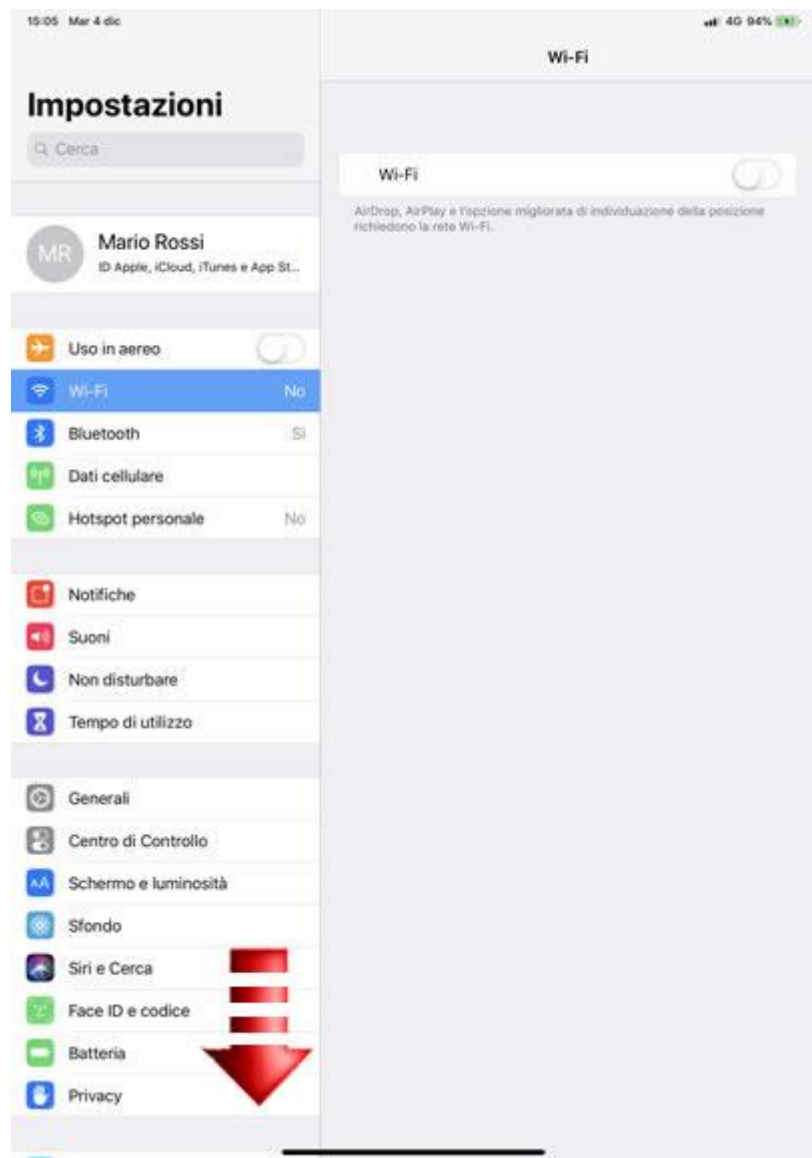 15:05 Mar 4 dic
4G 94%
Impostazioni
Cerca
MR
Mario Rossi
ID Apple, iCloud, iTunes e App St...
Uso in aereo
Wi-Fi No
Bluetooth Sì
Dati cellulare
Hotspot personale No
Notifiche
Suoni
Non disturbare
Tempo di utilizzo
Generali
Centro di Controllo
AA
Schermo e luminosità
Sfondo
Siri e Cerca
Face ID e codice
Batteria
Privacy
Wi-Fi
Wi-Fi
AirDrop, AirPlay e l'opzione migliorata di individuazione della posizione
richiedono la rete Wi-Fi.